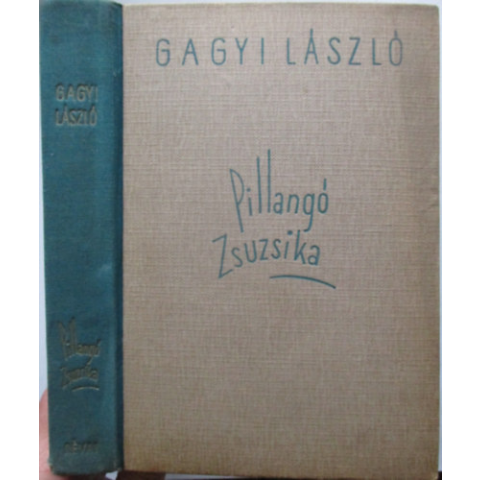 GAGYI LÁSZLÓ
Pillangó
Zsuzsika
GAGYI
LÁSZLÓ
Pillangó
Zsuzsika
RÉVAI